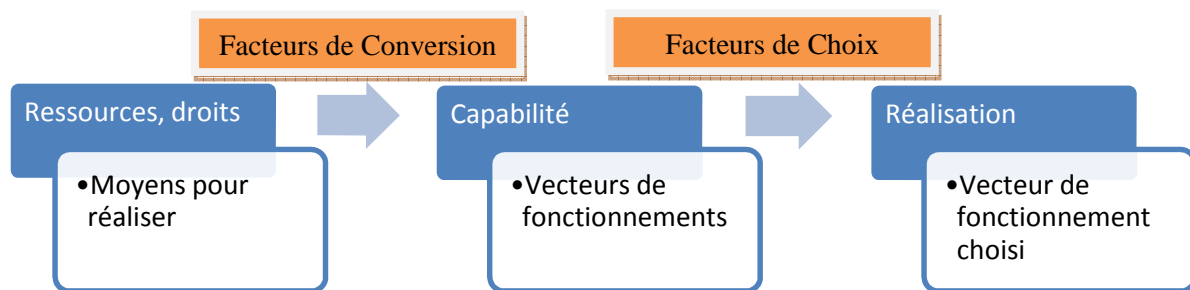 Facteurs de Conversion
Facteurs de Choix
Ressources, droits
•Moyens pour
réaliser
Capabilité
•Vecteurs de
fonctionnements
Réalisation
•Vecteur de
fonctionnement
choisi